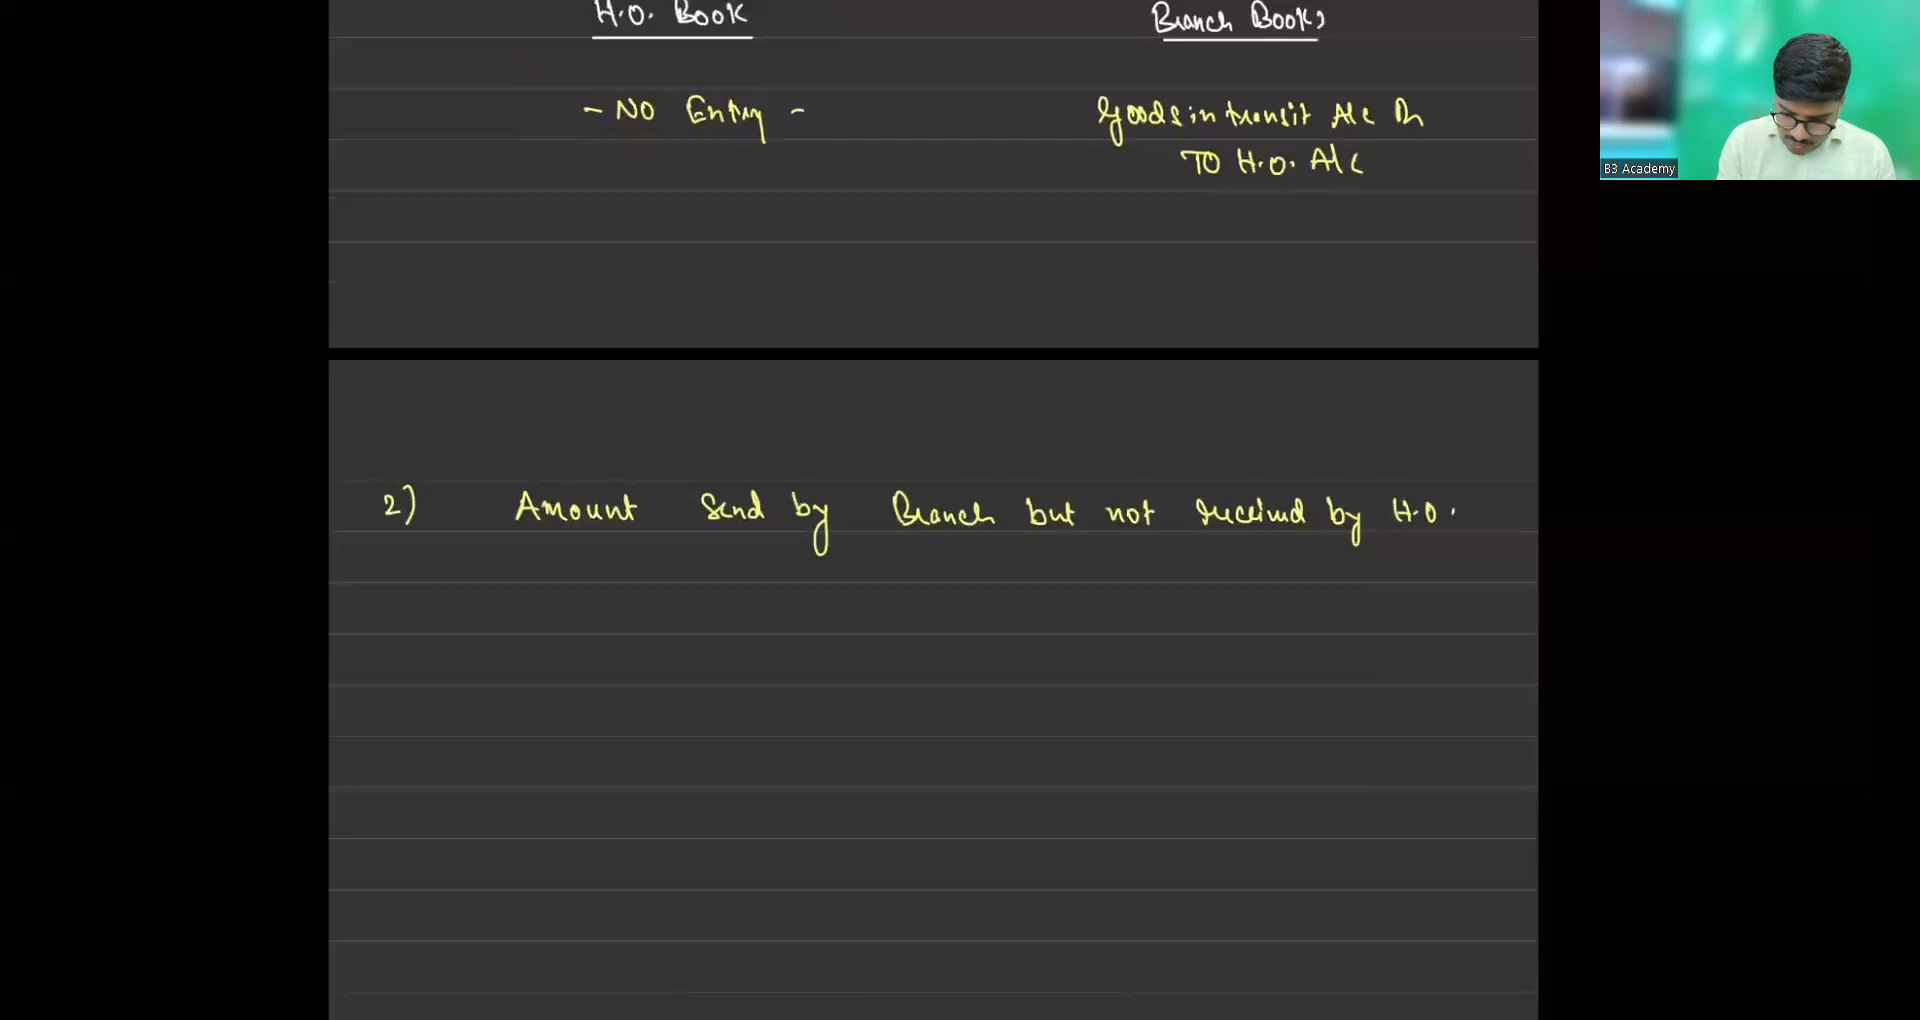 H.O. Book Branch Books
- No Entry - Goods in transit A/c Dr
To H.O. A/c
2) Amount Send by Branch but not received by H.O.
B3 Academy